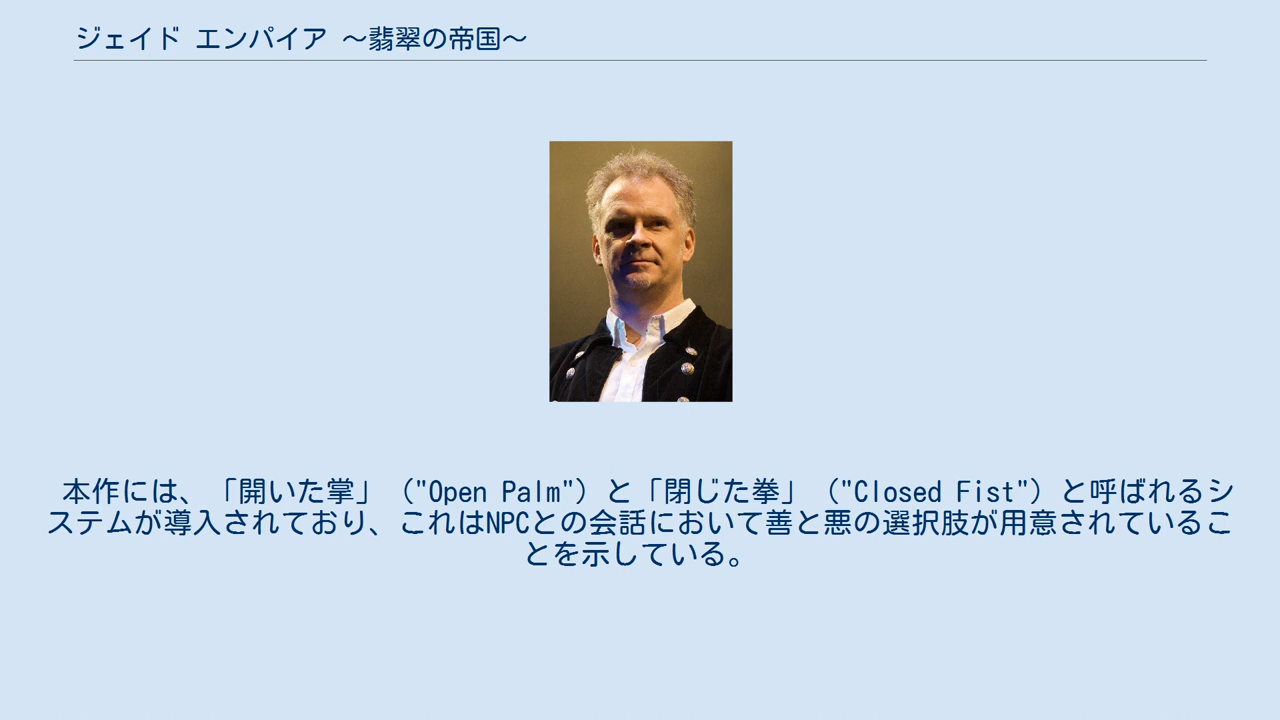 ジェイド エンパイア 〜翡翠の帝国〜
本作には、「開いた掌」（"Open Palm"）と「閉じた拳」（"Closed Fist"）と呼ばれるシ
ステムが導入されており、これはNPCとの会話において善と悪の選択肢が用意されているこ
とを示している。